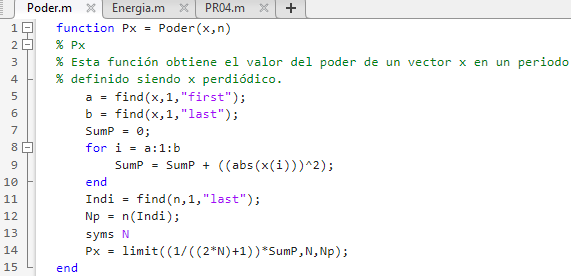 Poder.m Energia.m PR04.m
1 function Px = Poder(x,n)
2 % Px
3 % Esta función obtiene el valor del poder de un vector x en un periodo
4 % definido siendo x perdiódico.
5 a = find(x,1,"first");
6 b = find(x,1,"last");
7 SumP = 0;
8 for i = a:1:b
9 SumP = SumP + ((abs(x(i)))^2);
10 end
11 Indi = find(n,1,"last");
12 Np = n(Indi);
13 syms N
14 Px = limit((1/((2*N)+1))*SumP,N,Np);
15 end